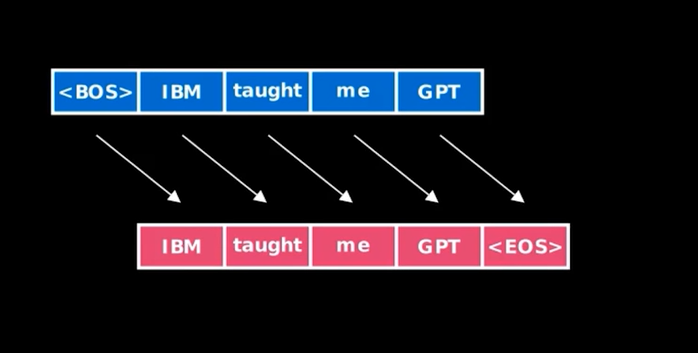 <BOS> IBM taught me GPT
IBM taught me GPT <EOS>